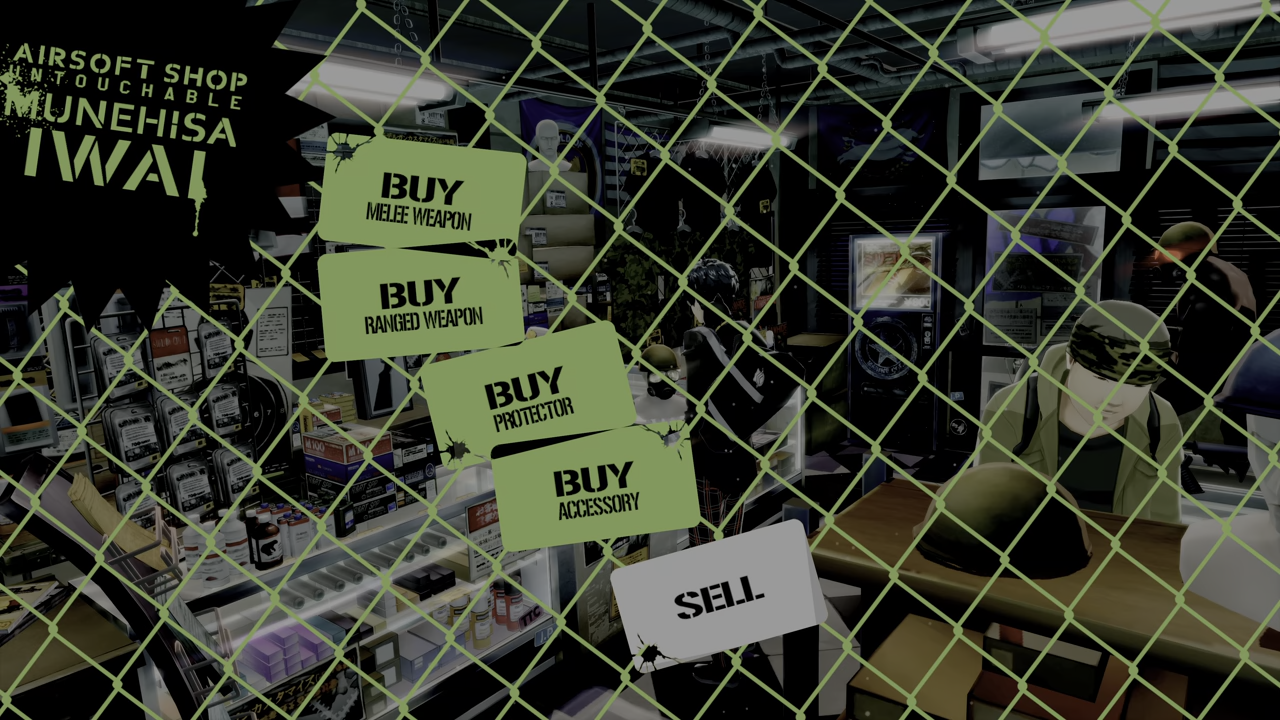 AIRSOFT SHOP
UNTOUCHABLE
MUNEHISA
IWAI
BUY
MELEE WEAPON
BUY
RANGED WEAPON
BUY
PROTECTOR
BUY
ACCESSORY
SELL